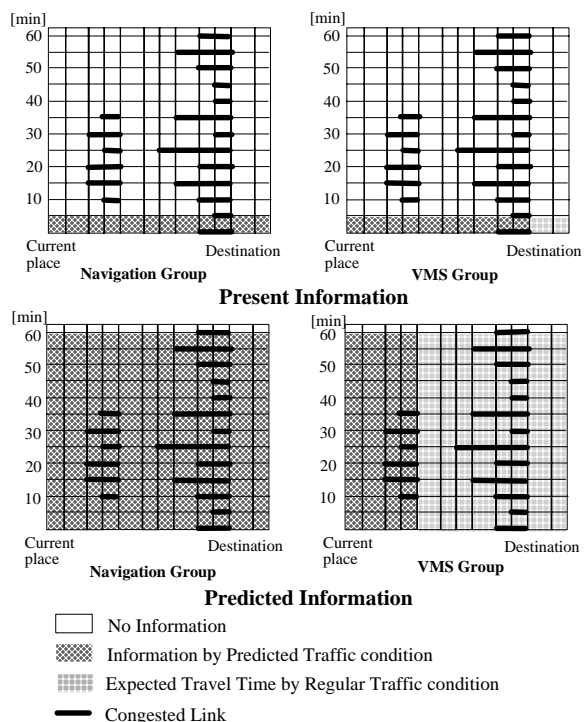 [min]
60
50
40
30
20
10
Current
place
Destination
Navigation Group
60
50
40
30
20
10
Current
place
Destination
VMS Group
Present Information
[min]
60
50
40
30
20
10
Current
place
Destination
Navigation Group
60
50
40
30
20
10
Current
place
Destination
VMS Group
Predicted Information
No Information
Information by Predicted Traffic condition
Expected Travel Time by Regular Traffic condition
Congested Link